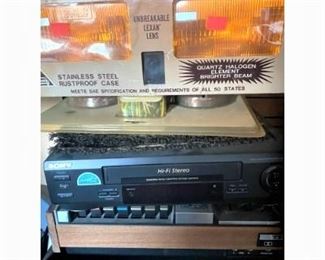 UNBREAKABLE
LEXAN
LENS
STAINLESS STEEL
RUSTPROOF CASE
QUARTZ HALOGEN
ELEMENT
BRIGHTER BEAM
MEETS SAE SPECIFICATION AND REQUIREMENTS OF ALL 50 STATES
SONY
Hi-Fi Stereo